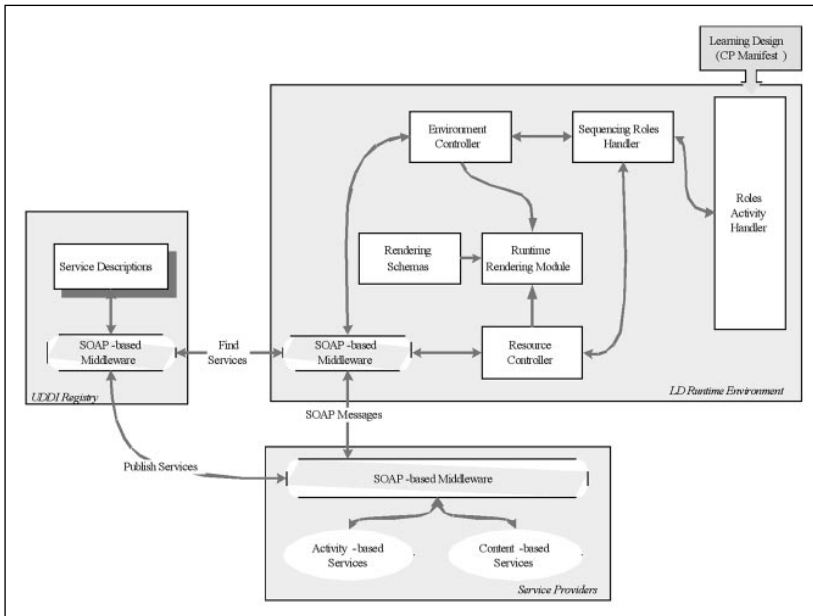 Learning Design
(CP Manifest )
Environment
Controller
Sequencing Roles
Handler
Roles
Activity
Handler
Service Descriptions
Rendering
Schemas
Runtime
Rendering Module
SOAP -based
Middleware
Find
Services
SOAP -based
Middleware
Resource
Controller
UDDI Registry
LD Runtime Environment
SOAP Messages
Publish Services
SOAP -based Middleware
Activity -based
Services
Content -based
Services
Service Providers